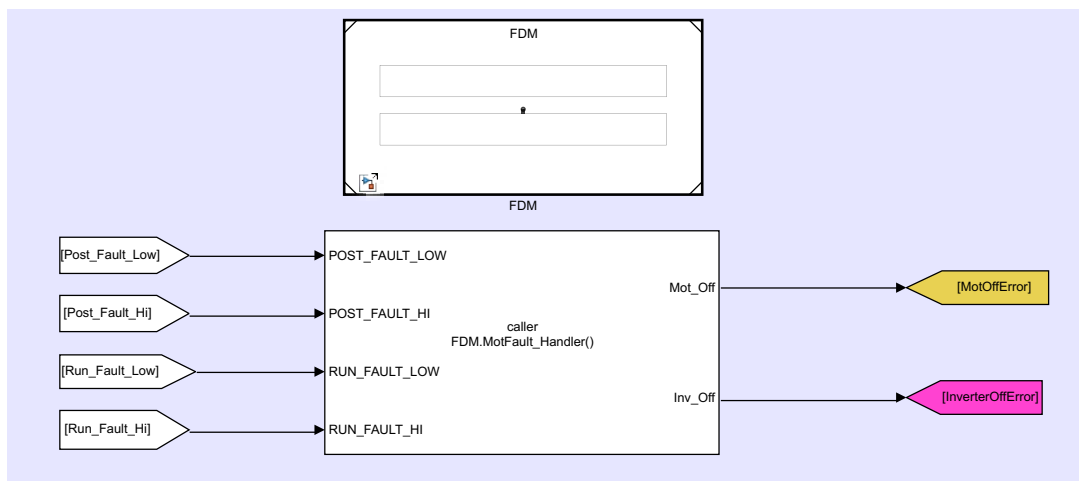 FDM
FDM
[Post_Fault_Low]
POST_FAULT_LOW
Mot_Off
[MotOffError]
[Post_Fault_Hi]
POST_FAULT_HI
caller
FDM.MotFault_Handler()
[Run_Fault_Low]
RUN_FAULT_LOW
Inv_Off
[InverterOffError]
[Run_Fault_Hi]
RUN_FAULT_HI